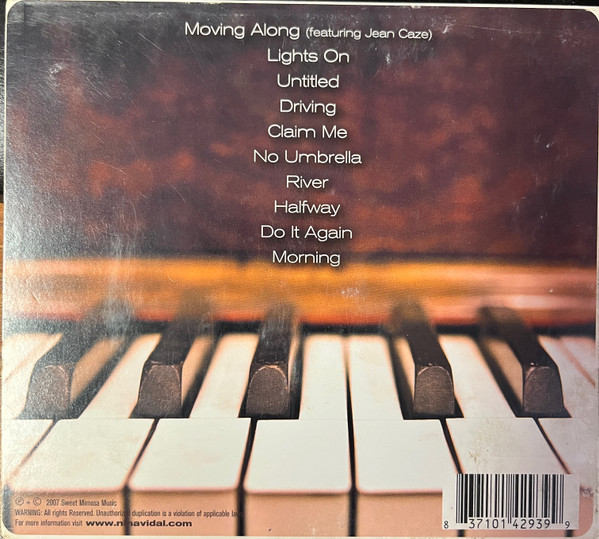 Moving Along (featuring Jean Caze)
Lights On
Untitled
Driving
Claim Me
No Umbrella
River
Halfway
Do It Again
Morning
℗ + © 2007 Sweet Mimosa Music
WARNING: All rights Reserved. Unauthorized duplication is a violation of applicable la
For more information visit www.ninavidal.com
8 37101 42939 9